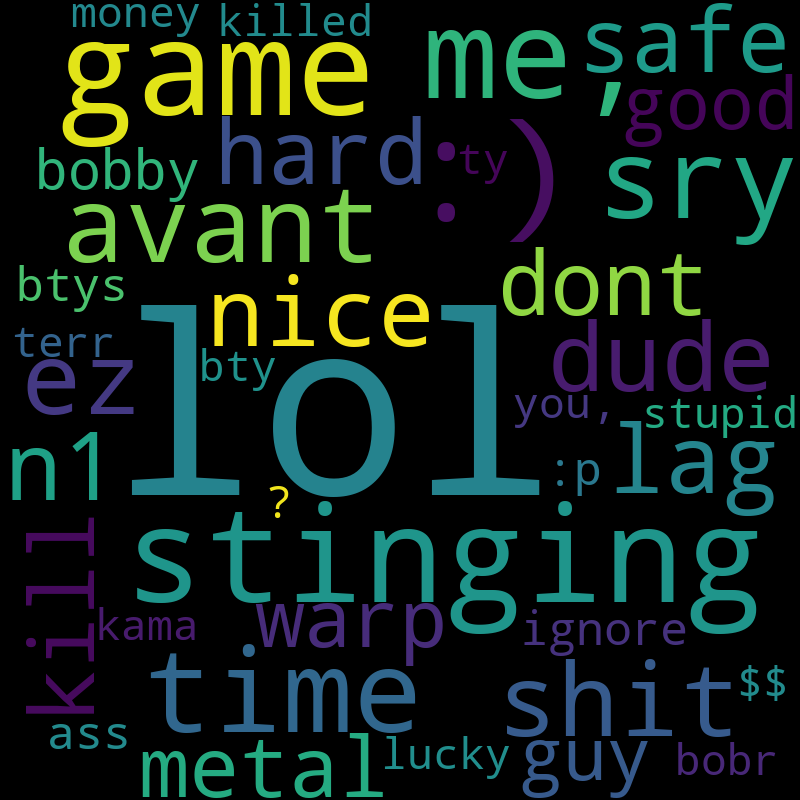 money killed
game me, safe
good
bobby hard :) ty sry
avant
btys nice dont
terr lol dude
ez bty you, stupid
n1 :p lag
?
stinging
kill
kama warp ignore
time shit $$
ass
metal lucky guy bobr